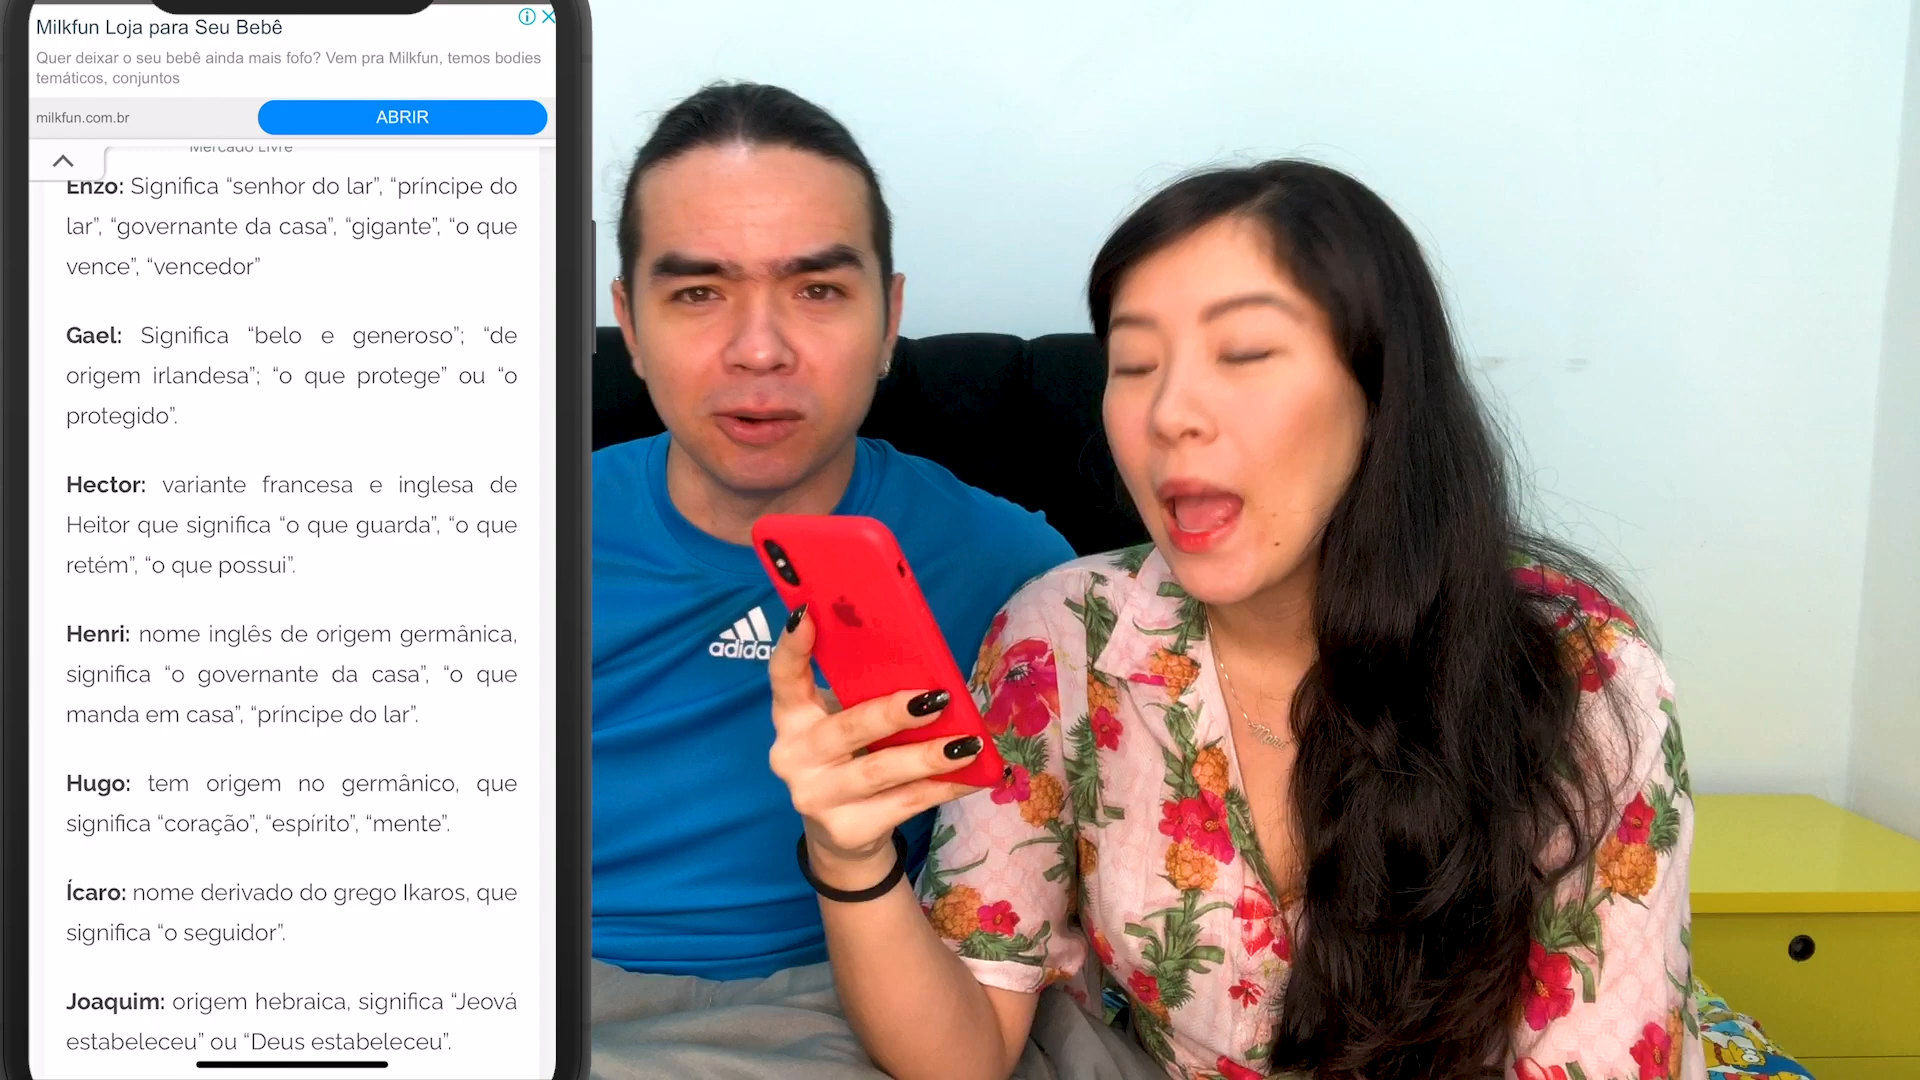 Milkfun Loja para Seu Bebê
Quer deixar o seu bebê ainda mais fofo? Vem pra Milkfun, temos bodies
temáticos, conjuntos
milkfun.com.br
ABRIR
Mercado Livre
Enzo: Significa “senhor do lar”, “príncipe do
lar”, “governante da casa”, “gigante”, “o que
vence”, “vencedor”
Gael: Significa “belo e generoso”; “de
origem irlandesa”; “o que protege” ou “o
protegido”.
Hector: variante francesa e inglesa de
Heitor que significa “o que guarda”, “o que
retém”, “o que possui”.
Henri: nome inglês de origem germânica,
significa “o governante da casa”, “o que
manda em casa”, “príncipe do lar”.
Hugo: tem origem no germânico, que
significa “coração”, “espírito”, “mente”.
Ícaro: nome derivado do grego Ikaros, que
significa “o seguidor”.
Joaquim: origem hebraica, significa “Jeová
estabeleceu” ou “Deus estabeleceu”.
adidas